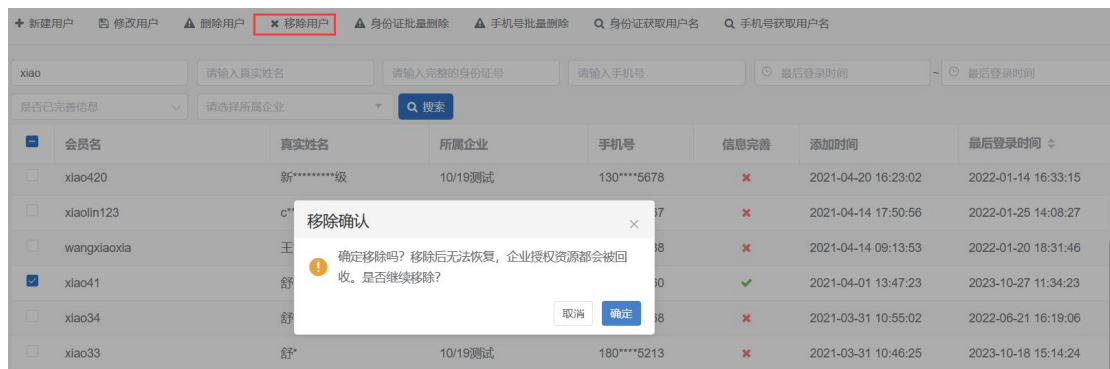 新建用户 修改用户 删除用户 移除用户 身份证批量删除 手机号批量删除 身份证获取用户名 手机号获取用户名
xiao 请输入真实姓名 请输入完整的身份证号 请输入手机号 最后登录时间 ~ 最后登录时间
是否已完善信息 请选择所属企业 搜索
会员名 真实姓名 所属企业 手机号 信息完善 添加时间 最后登录时间
xiao420 新*********级 10/19测试 130****5678 2021-04-20 16:23:02 2022-01-14 16:33:15
xiaolin123 c* 57 2021-04-14 17:50:56 2022-01-25 14:08:27
移除确认
wangxiaoxia 王 38 2021-04-14 09:13:53 2022-01-20 18:31:46
确定移除吗？移除后无法恢复，企业授权资源都会被回
收。是否继续移除？
xiao41 舒 50 2021-04-01 13:47:23 2023-10-27 11:34:23
取消 确定
xiao34 舒 38 2021-03-31 10:55:02 2022-06-21 16:19:06
xiao33 舒* 10/19测试 180****5213 2021-03-31 10:46:25 2023-10-18 15:14:24